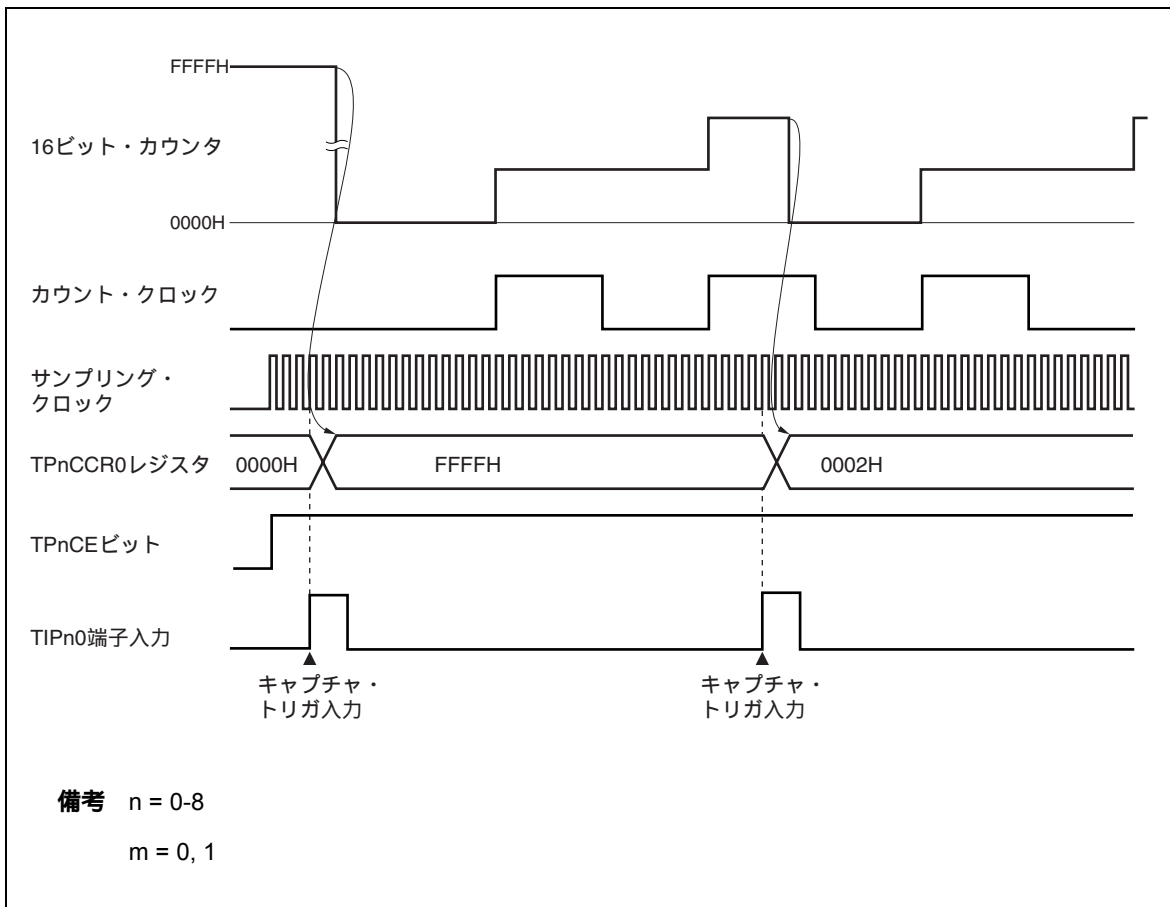 FFFFH
16ビット・カウンタ
0000H
カウント・クロック
サンプリング・
クロック
TPnCCR0レジスタ 0000H FFFFH 0002H
TPnCEビット
TIPn0端子入力
キャプチャ・
トリガ入力
キャプチャ・
トリガ入力
備考 n = 0-8
m = 0, 1